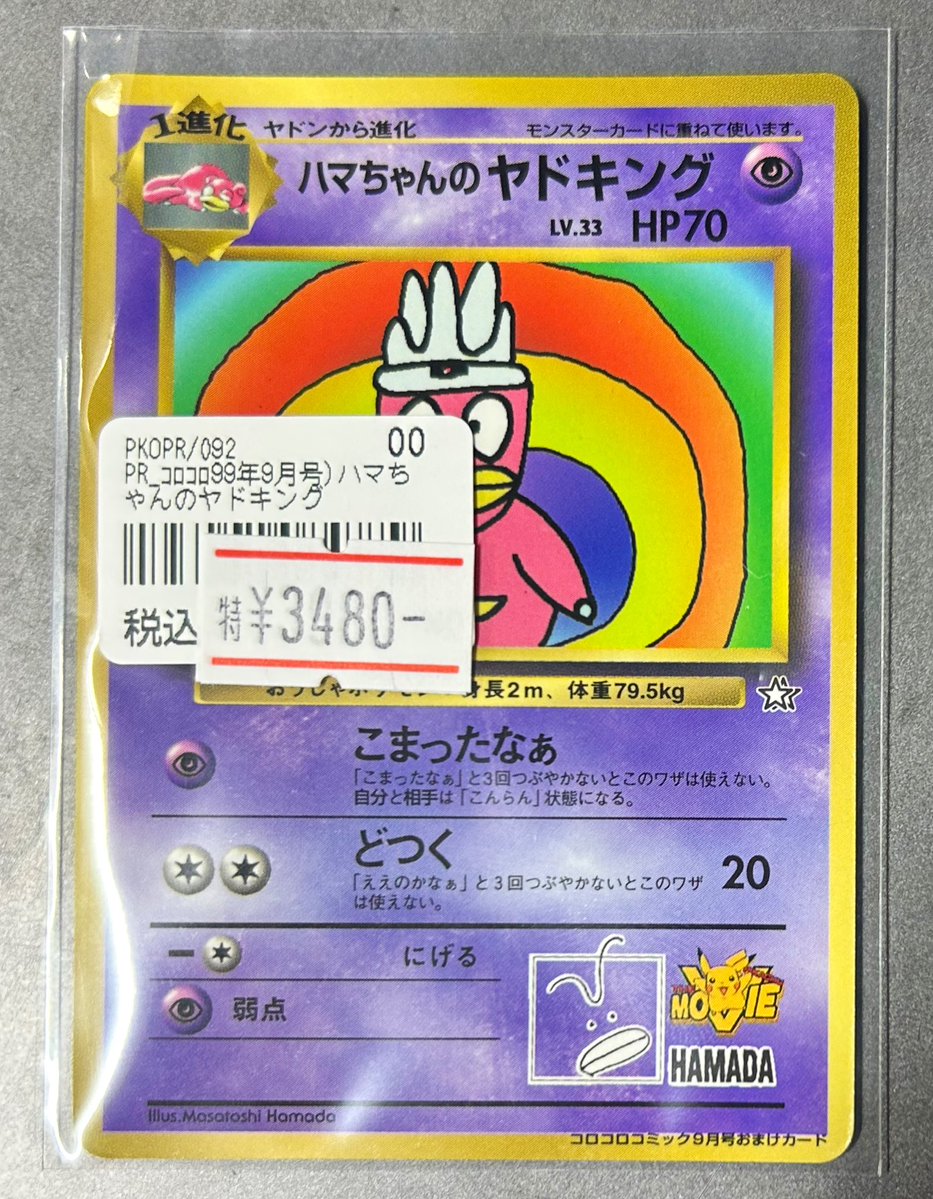 1進化 ヤドンから進化 モンスターカードに重ねて使います。
ハマちゃんのヤドキング
LV.33 HP70
PKOPR/092 00
PR_ｺﾛｺﾛ99年9月号)ハマち
ゃんのヤドキング
税込
特¥3480-
身長2m、体重79.5kg
こまったなぁ
「こまったなぁ」と3回つぶやかないとこのワザは使えない。
自分と相手は「こんらん」状態になる。
どつく 20
「ええのかなぁ」と3回つぶやかないとこのワザ
は使えない。
にげる
弱点
MOVIE
HAMADA
Illus.Masatoshi Hamada
コロコロコミック9月号おまけカード